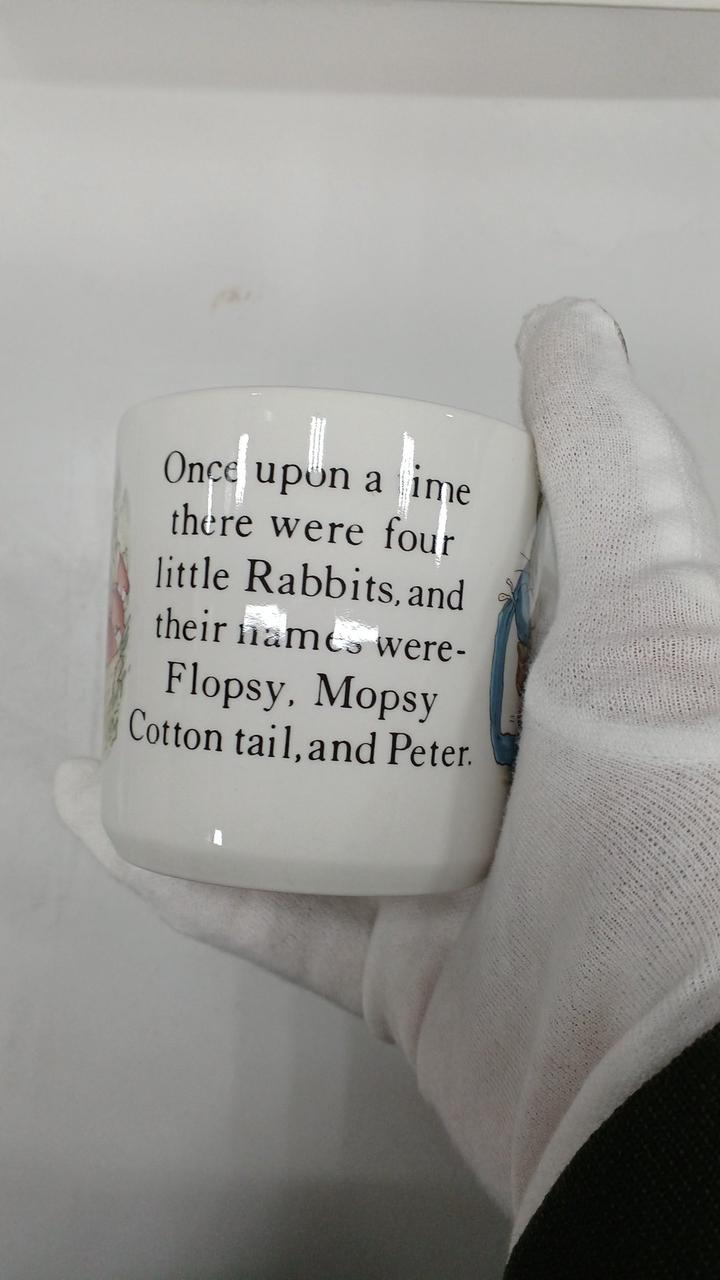 Once upon a time
there were four
little Rabbits, and
their names were-
Flopsy, Mopsy
Cotton tail, and Peter.